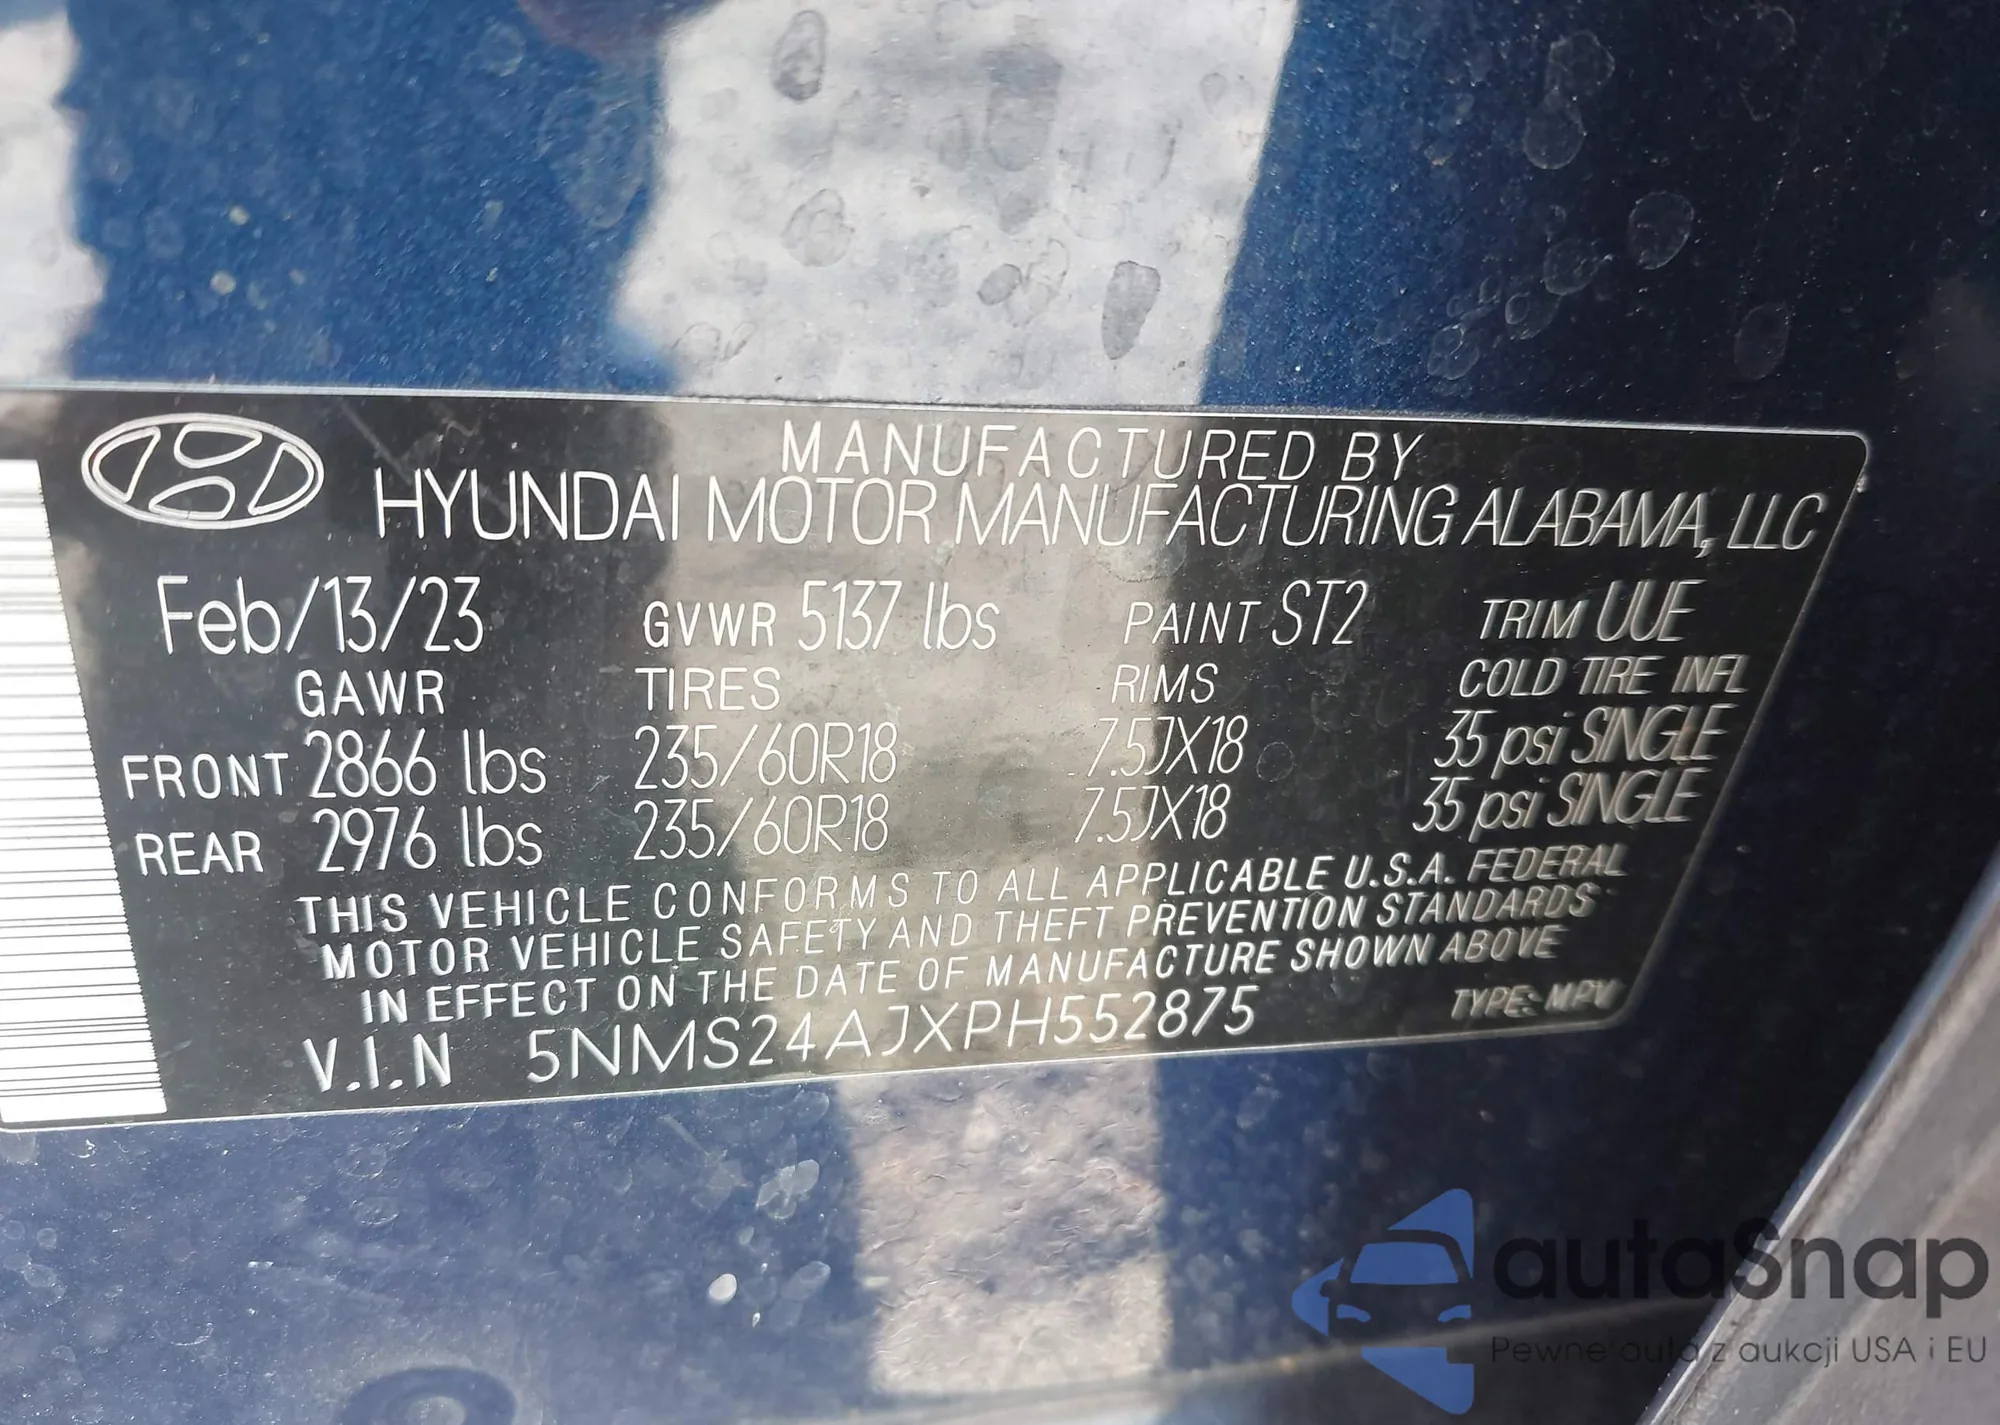 MANUFACTURED BY
HYUNDAI MOTOR MANUFACTURING ALABAMA, LLC
Feb/13/23 GVWR 5137 lbs PAINT ST2 TRIM UUE
GAWR TIRES RIMS COLD TIRE INFL
FRONT 2866 lbs 235/60R18 7.5JX18 35 psi SINGLE
REAR 2976 lbs 235/60R18 7.5JX18 35 psi SINGLE
THIS VEHICLE CONFORMS TO ALL APPLICABLE U.S.A. FEDERAL
MOTOR VEHICLE SAFETY AND THEFT PREVENTION STANDARDS
IN EFFECT ON THE DATE OF MANUFACTURE SHOWN ABOVE
V.I.N 5NMS24AJXPH552875 TYPE: MPV
autaSnap
Pewne auta z aukcji USA i EU